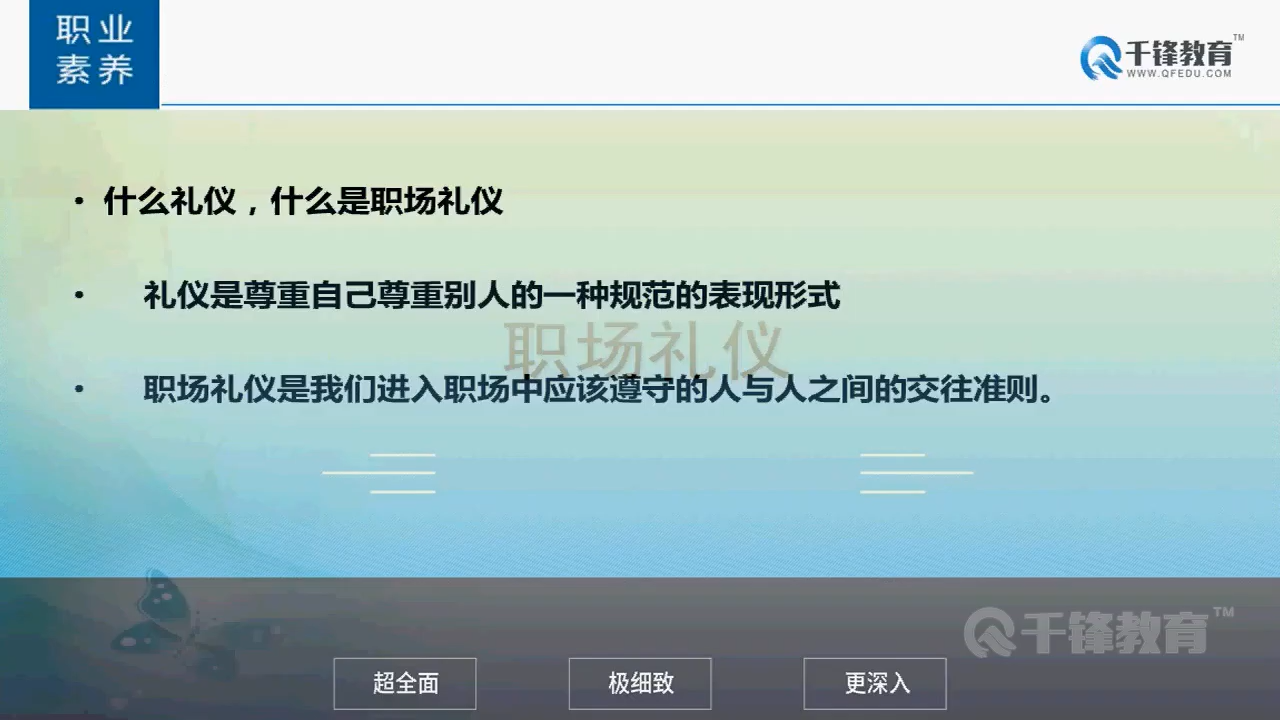 职业
素养
千锋教育TM
WWW.QFEDU.COM
• 什么礼仪，什么是职场礼仪
• 礼仪是尊重自己尊重别人的一种规范的表现形式
职场礼仪
• 职场礼仪是我们进入职场中应该遵守的人与人之间的交往准则。
千锋教育TM
超全面
极细致
更深入